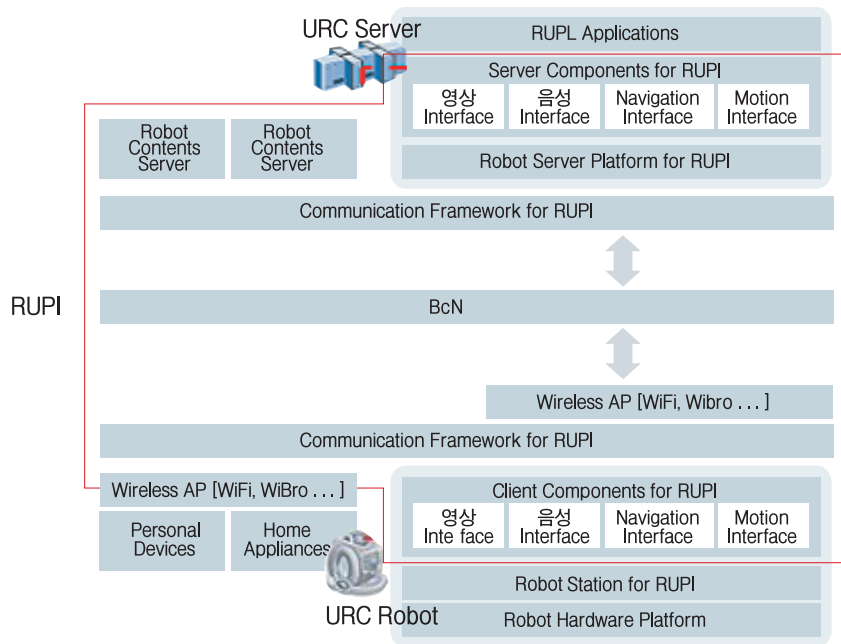 URC Server
RUPL Applications
Server Components for RUPI
영상
Interface
음성
Interface
Navigation
Interface
Motion
Interface
Robot
Contents
Server
Robot
Contents
Server
Robot Server Platform for RUPI
Communication Framework for RUPI
RUPI
BcN
Wireless AP [WiFi, Wibro . . . ]
Communication Framework for RUPI
Wireless AP [WiFi, WiBro . . . ]
Client Components for RUPI
영상
Inte face
음성
Interface
Navigation
Interface
Motion
Interface
Personal
Devices
Home
Appliances
Robot Station for RUPI
URC Robot
Robot Hardware Platform